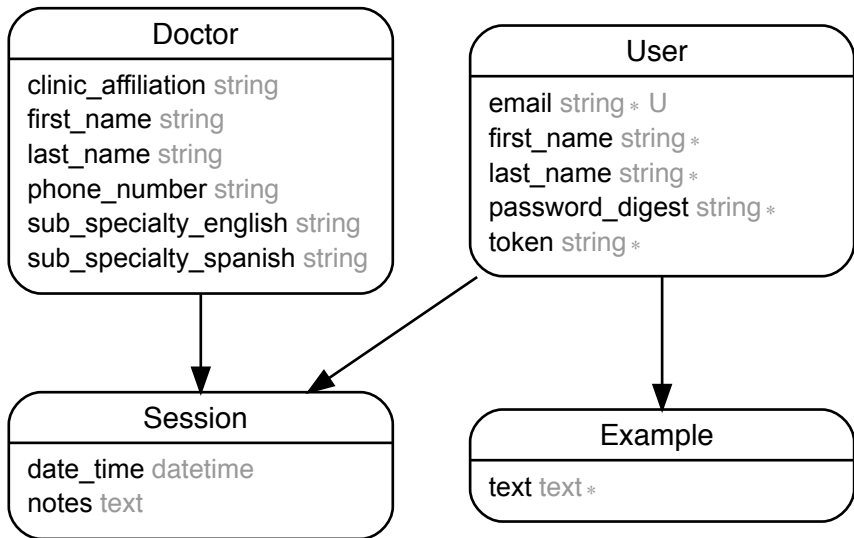 Doctor
clinic_affiliation string
first_name string
last_name string
phone_number string
sub_specialty_english string
sub_specialty_spanish string
User
email string * U
first_name string *
last_name string *
password_digest string *
token string *
Session
date_time datetime
notes text
Example
text text *